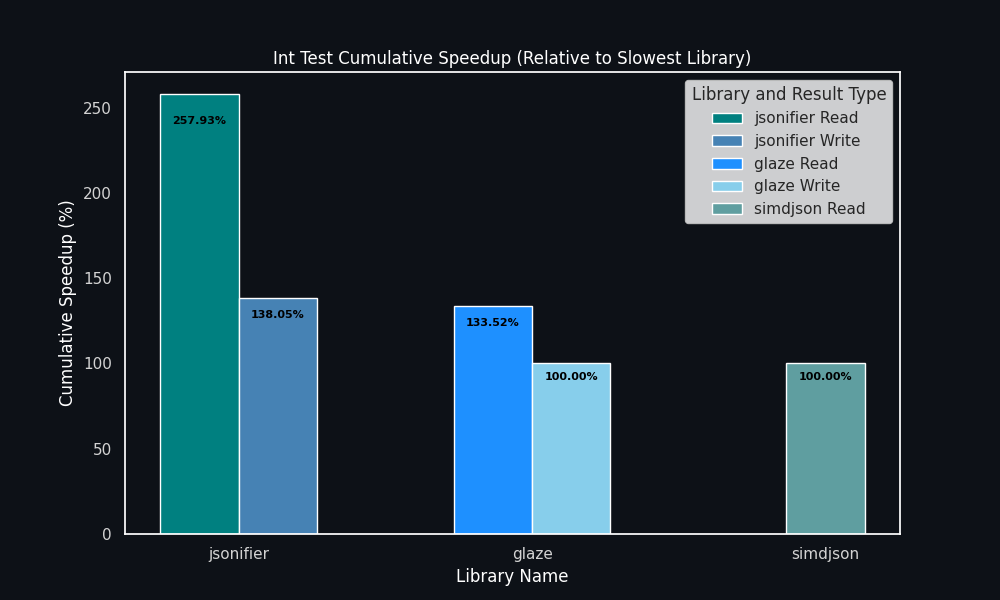 Int Test Cumulative Speedup (Relative to Slowest Library)
Library and Result Type
jsonifier Read
jsonifier Write
glaze Read
glaze Write
simdjson Read
Cumulative Speedup (%)
250
200
150
100
50
0
257.93%
138.05%
133.52%
100.00%
100.00%
jsonifier
glaze
simdjson
Library Name